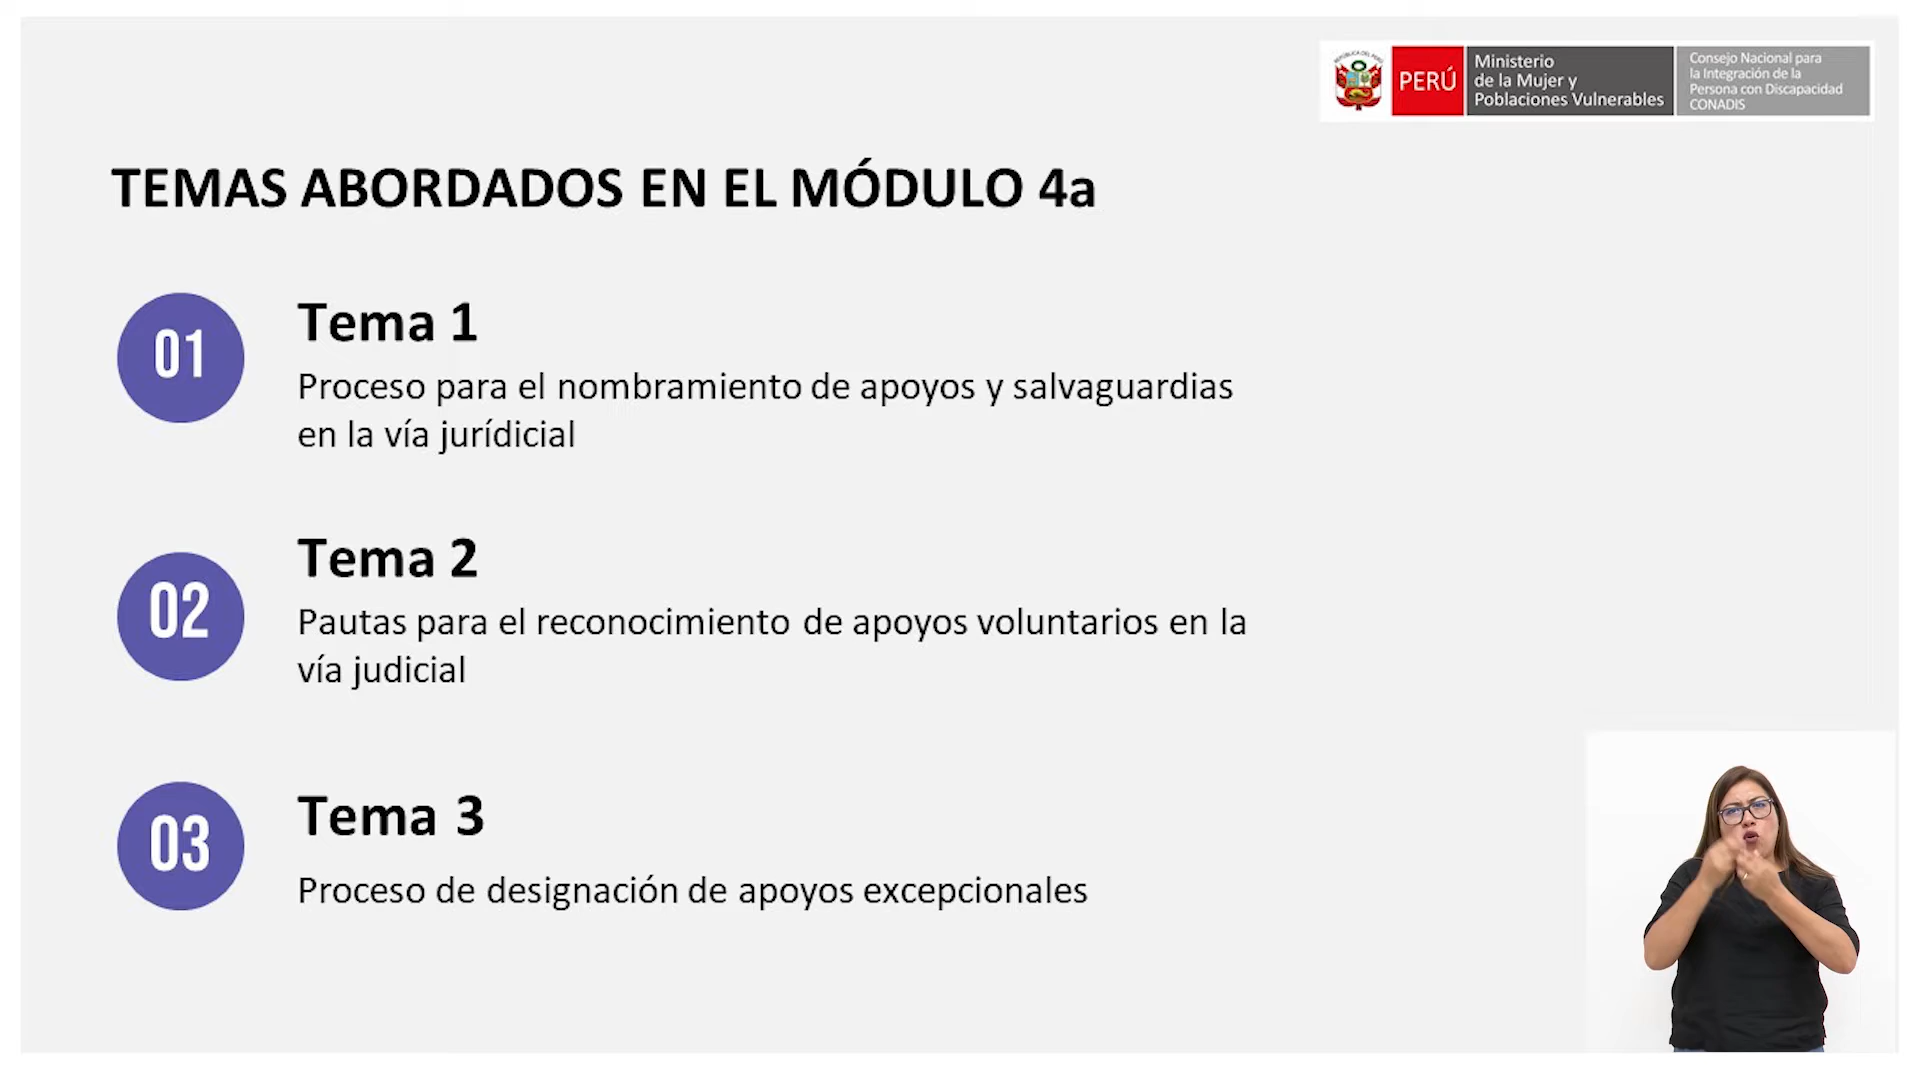 REPÚBLICA DEL PERÚ
PERÚ
Ministerio
de la Mujer y
Poblaciones Vulnerables
Consejo Nacional para
la Integración de la
Persona con Discapacidad
CONADIS
TEMAS ABORDADOS EN EL MÓDULO 4a
01
Tema 1
Proceso para el nombramiento de apoyos y salvaguardias
en la vía jurídicial
02
Tema 2
Pautas para el reconocimiento de apoyos voluntarios en la
vía judicial
03
Tema 3
Proceso de designación de apoyos excepcionales